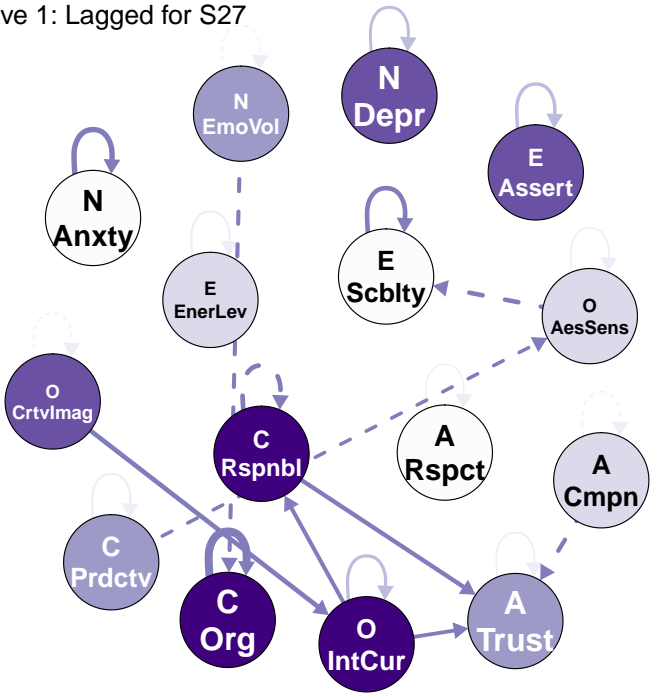 ve 1: Lagged for S27
N
Depr
N
EmoVol
E
Assert
N
Anxty
E
Scblty
E
EnerLev
O
AesSens
O
CrtvImag
C
Rspnbl
A
Rspct
A
Cmpn
C
Prdctv
C
Org
O
IntCur
A
Trust